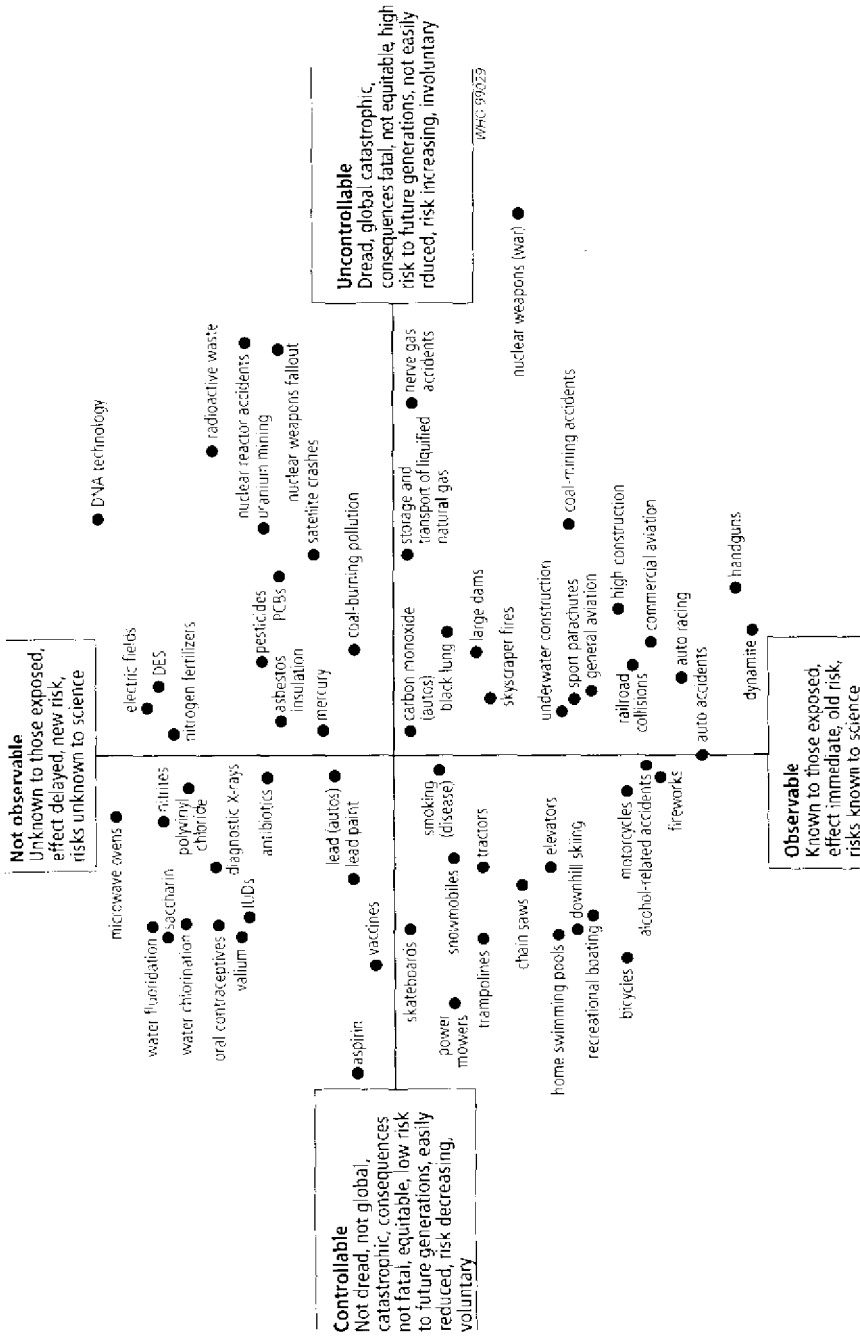 Not observable
Unknown to those exposed,
effect delayed, new risk,
risks unknown to science
Controllable
Not dread, not global,
catastrophic, consequences
not fatal, equitable, low risk
to future generations, easily
reduced, risk decreasing,
voluntary
Uncontrollable
Dread, global catastrophic,
consequences fatal, not equitable, high
risk to future generations, not easily
rduced, risk increasing, involuntary
Observable
Known to those exposed,
effect immediate, old risk,
risks known to science
microwave ovens
water fluoridation
saccharin
nitrites
water chlorination
polyvinyl
chloride
oral contraceptives
diagnostic X-rays
valium
IUDs
antibiotics
lead (autos)
lead paint
vaccines
aspirin
DNA technology
electric fields
DES
nitrogen fertilizers
radioactive waste
nuclear reactor accidents
uranium mining
pesticides
PCBs
nuclear weapons fallout
asbestos
insulation
satellite crashes
mercury
coal-burning pollution
skateboards
smoking
(disease)
snowmobiles
power
mowers
trampolines
tractors
chain saws
elevators
home swimming pools
downhill skiing
recreational boating
motorcycles
bicycles
alcohol-related accidents
fireworks
carbon monoxide
(autos)
storage and
transport of liquified
natural gas
nerve gas
accidents
black lung
large dams
skyscraper fires
nuclear weapons (war)
underwater construction
sport parachutes
general aviation
coal-mining accidents
high construction
railroad
collisions
commercial aviation
auto racing
auto accidents
handguns
dynamite
WHO 99029